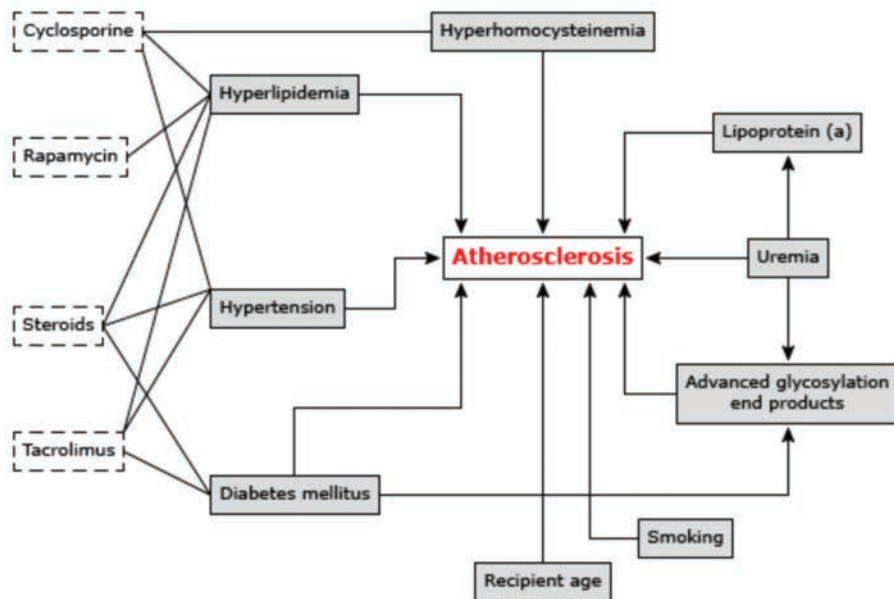 Cyclosporine
Hyperhomocysteinemia
Hyperlipidemia
Lipoprotein (a)
Rapamycin
Atherosclerosis
Uremia
Steroids
Hypertension
Advanced glycosylation
end products
Tacrolimus
Diabetes mellitus
Smoking
Recipient age